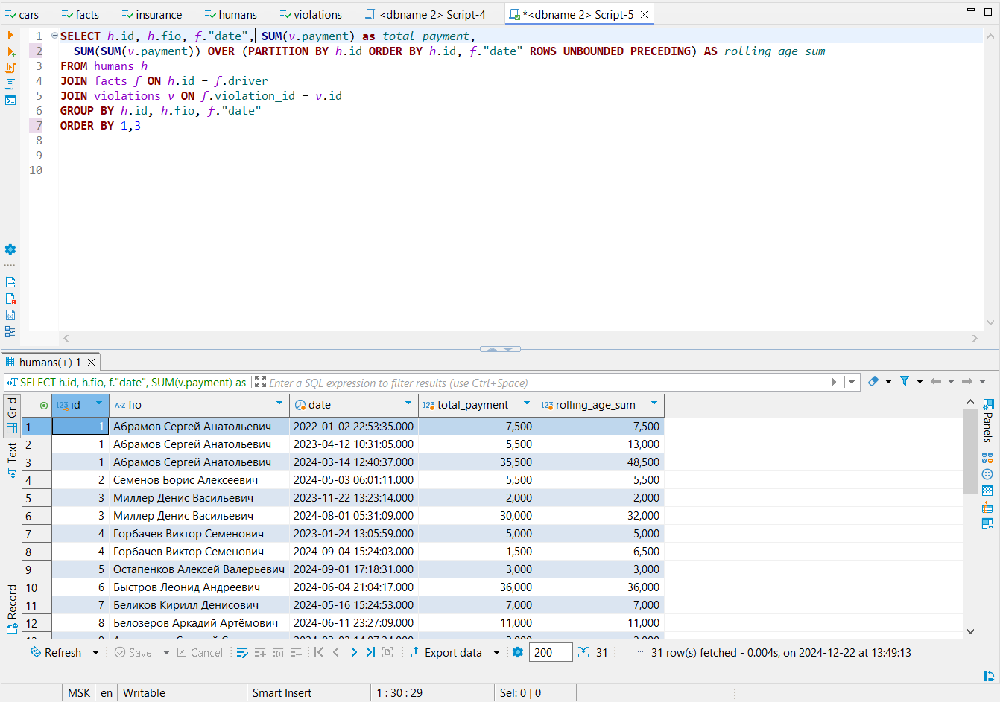 cars facts insurance humans violations <dbname 2> Script-4 *<dbname 2> Script-5
1 SELECT h.id, h.fio, f."date", SUM(v.payment) as total_payment,
2 SUM(SUM(v.payment)) OVER (PARTITION BY h.id ORDER BY h.id, f."date" ROWS UNBOUNDED PRECEDING) AS rolling_age_sum
3 FROM humans h
4 JOIN facts f ON h.id = f.driver
5 JOIN violations v ON f.violation_id = v.id
6 GROUP BY h.id, h.fio, f."date"
7 ORDER BY 1,3
8
9
10
humans(+) 1
SELECT h.id, h.fio, f."date", SUM(v.payment) as Enter a SQL expression to filter results (use Ctrl+Space)
Grid
Text
Record
Panels
123 id A-Z fio date 123 total_payment 123 rolling_age_sum
1 1 Абрамов Сергей Анатольевич 2022-01-02 22:53:35.000 7,500 7,500
2 1 Абрамов Сергей Анатольевич 2023-04-12 10:31:05.000 5,500 13,000
3 1 Абрамов Сергей Анатольевич 2024-03-14 12:40:37.000 35,500 48,500
4 2 Семенов Борис Алексеевич 2024-05-03 06:01:11.000 5,500 5,500
5 3 Миллер Денис Васильевич 2023-11-22 13:23:14.000 2,000 2,000
6 3 Миллер Денис Васильевич 2024-08-01 05:31:09.000 30,000 32,000
7 4 Горбачев Виктор Семенович 2023-01-24 13:05:59.000 5,000 5,000
8 4 Горбачев Виктор Семенович 2024-09-04 15:24:03.000 1,500 6,500
9 5 Остапенков Алексей Валерьевич 2024-09-01 17:18:31.000 3,000 3,000
10 6 Быстров Леонид Андреевич 2024-06-04 21:04:17.000 36,000 36,000
11 7 Беликов Кирилл Денисович 2024-05-16 15:24:53.000 7,000 7,000
12 8 Белозеров Аркадий Артёмович 2024-06-11 23:27:09.000 11,000 11,000
Refresh Save Cancel Export data 200 31 31 row(s) fetched - 0.004s, on 2024-12-22 at 13:49:13
MSK en Writable Smart Insert 1 : 30 : 29 Sel: 0 | 0